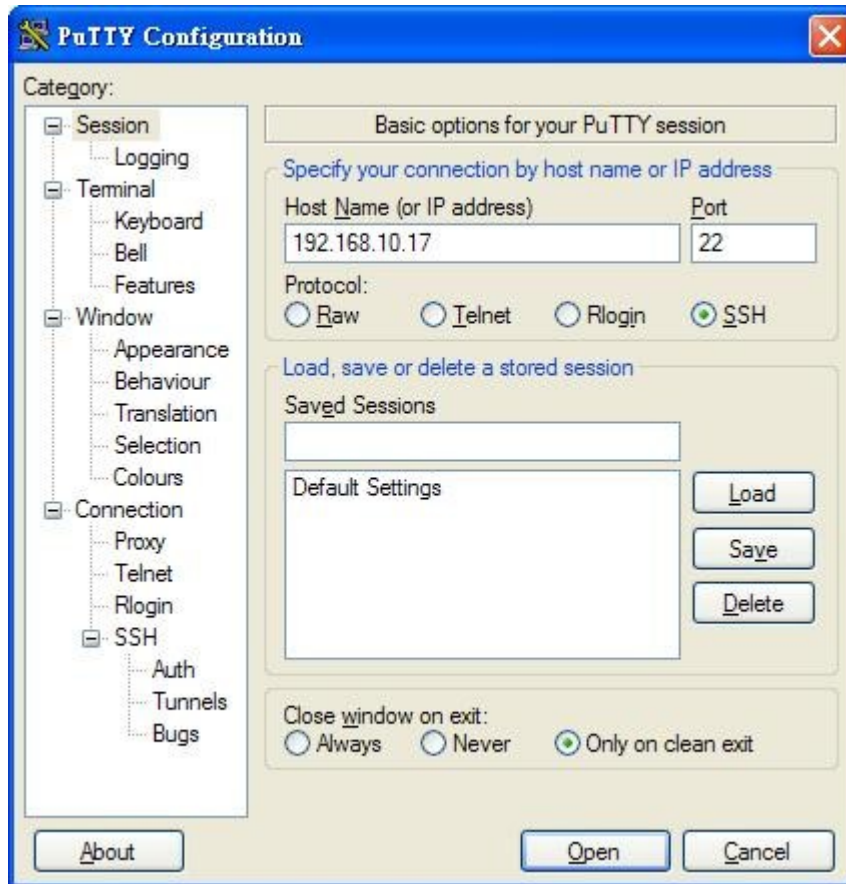 PuTTY Configuration
Category:
Session
Logging
Terminal
Keyboard
Bell
Features
Window
Appearance
Behaviour
Translation
Selection
Colours
Connection
Proxy
Telnet
Rlogin
SSH
Auth
Tunnels
Bugs
Basic options for your PuTTY session
Specify your connection by host name or IP address
Host Name (or IP address) Port
192.168.10.17 22
Protocol:
Raw Telnet Rlogin SSH
Load, save or delete a stored session
Saved Sessions
Default Settings
Load
Save
Delete
Close window on exit:
Always Never Only on clean exit
About Open Cancel